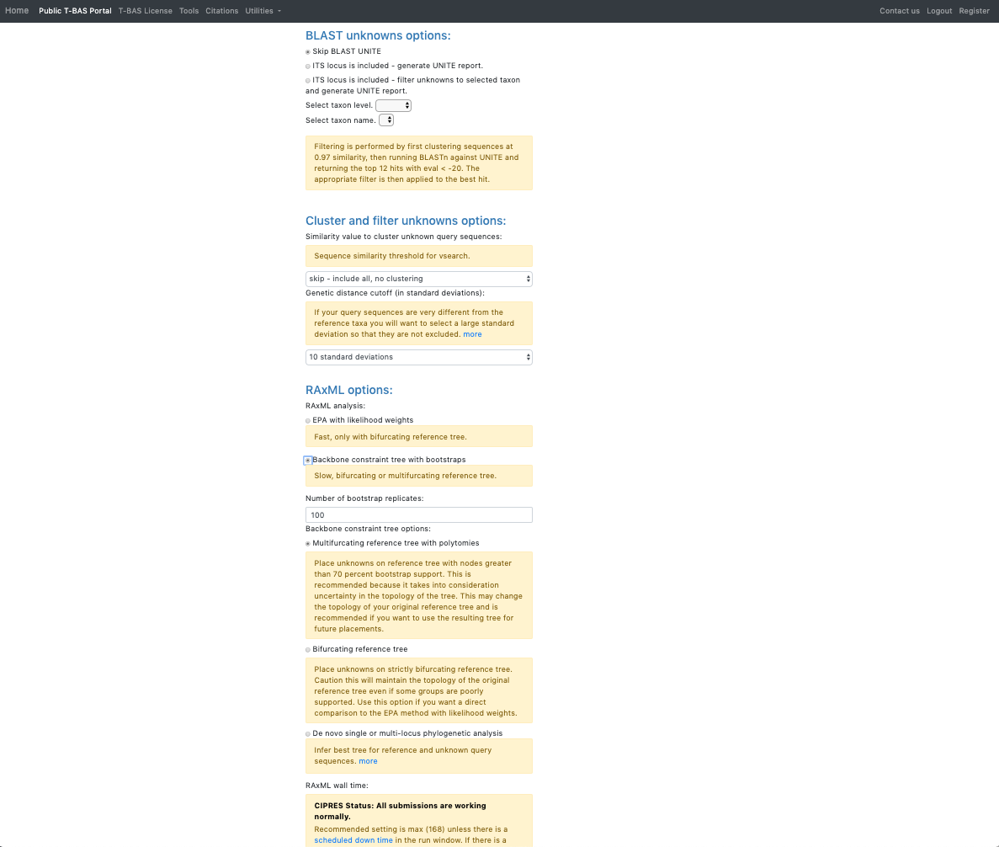 Home Public T-BAS Portal T-BAS License Tools Citations Utilities Contact us Logout Register
BLAST unknowns options:
Skip BLAST UNITE
ITS locus is included - generate UNITE report.
ITS locus is included - filter unknowns to selected taxon
and generate UNITE report.
Select taxon level.
Select taxon name.
Filtering is performed by first clustering sequences at
0.97 similarity, then running BLASTn against UNITE and
returning the top 12 hits with eval < -20. The
appropriate filter is then applied to the best hit.
Cluster and filter unknowns options:
Similarity value to cluster unknown query sequences:
Sequence similarity threshold for vsearch.
skip - include all, no clustering
Genetic distance cutoff (in standard deviations):
If your query sequences are very different from the
reference taxa you will want to select a large standard
deviation so that they are not excluded. more
10 standard deviations
RAxML options:
RAxML analysis:
EPA with likelihood weights
Fast, only with bifurcating reference tree.
Backbone constraint tree with bootstraps
Slow, bifurcating or multifurcating reference tree.
Number of bootstrap replicates:
100
Backbone constraint tree options:
Multifurcating reference tree with polytomies
Place unknowns on reference tree with nodes greater
than 70 percent bootstrap support. This is
recommended because it takes into consideration
uncertainty in the topology of the tree. This may change
the topology of your original reference tree and is
recommended if you want to use the resulting tree for
future placements.
Bifurcating reference tree
Place unknowns on strictly bifurcating reference tree.
Caution this will maintain the topology of the original
reference tree even if some groups are poorly
supported. Use this option if you want a direct
comparison to the EPA method with likelihood weights.
De novo single or multi-locus phylogenetic analysis
Infer best tree for reference and unknown query
sequences. more
RAxML wall time:
CIPRES Status: All submissions are working
normally.
Recommended setting is max (168) unless there is a
scheduled down time in the run window. If there is a